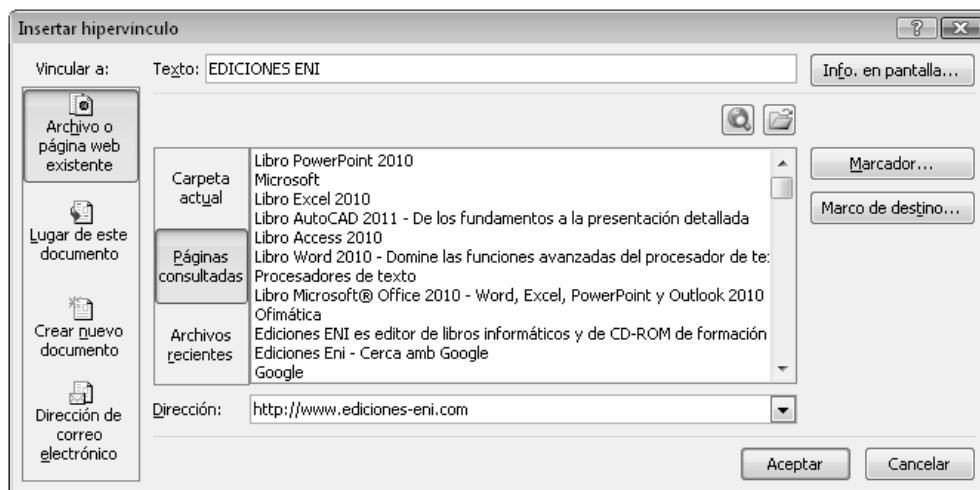 Insertar hipervínculo
Vincular a:
Texto: EDICIONES ENI
Info. en pantalla...
Archivo o
página web
existente
Lugar de este
documento
Crear nuevo
documento
Dirección de
correo
electrónico
Carpeta
actual
Páginas
consultadas
Archivos
recientes
Libro PowerPoint 2010
Microsoft
Libro Excel 2010
Libro AutoCAD 2011 - De los fundamentos a la presentación detallada
Libro Access 2010
Libro Word 2010 - Domine las funciones avanzadas del procesador de te
Procesadores de texto
Libro Microsoft® Office 2010 - Word, Excel, PowerPoint y Outlook 2010
Ofimática
Ediciones ENI es editor de libros informáticos y de CD-ROM de formación
Ediciones Eni - Cerca amb Google
Google
Marcador...
Marco de destino...
Dirección: http://www.ediciones-eni.com
Aceptar
Cancelar